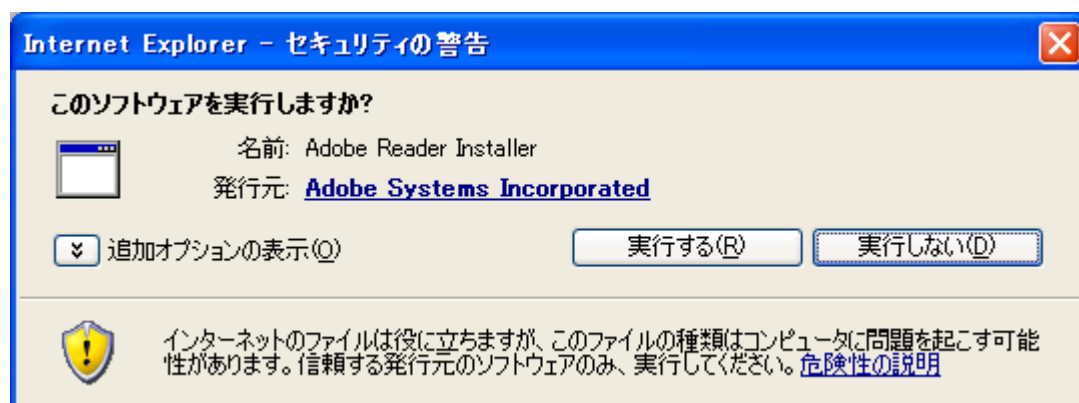 Internet Explorer - セキュリティの警告
このソフトウェアを実行しますか?
名前: Adobe Reader Installer
発行元: Adobe Systems Incorporated
追加オプションの表示(O)
実行する(R)
実行しない(D)
インターネットのファイルは役に立ちますが、このファイルの種類はコンピュータに問題を起こす可能
性があります。信頼する発行元のソフトウェアのみ、実行してください。危険性の説明